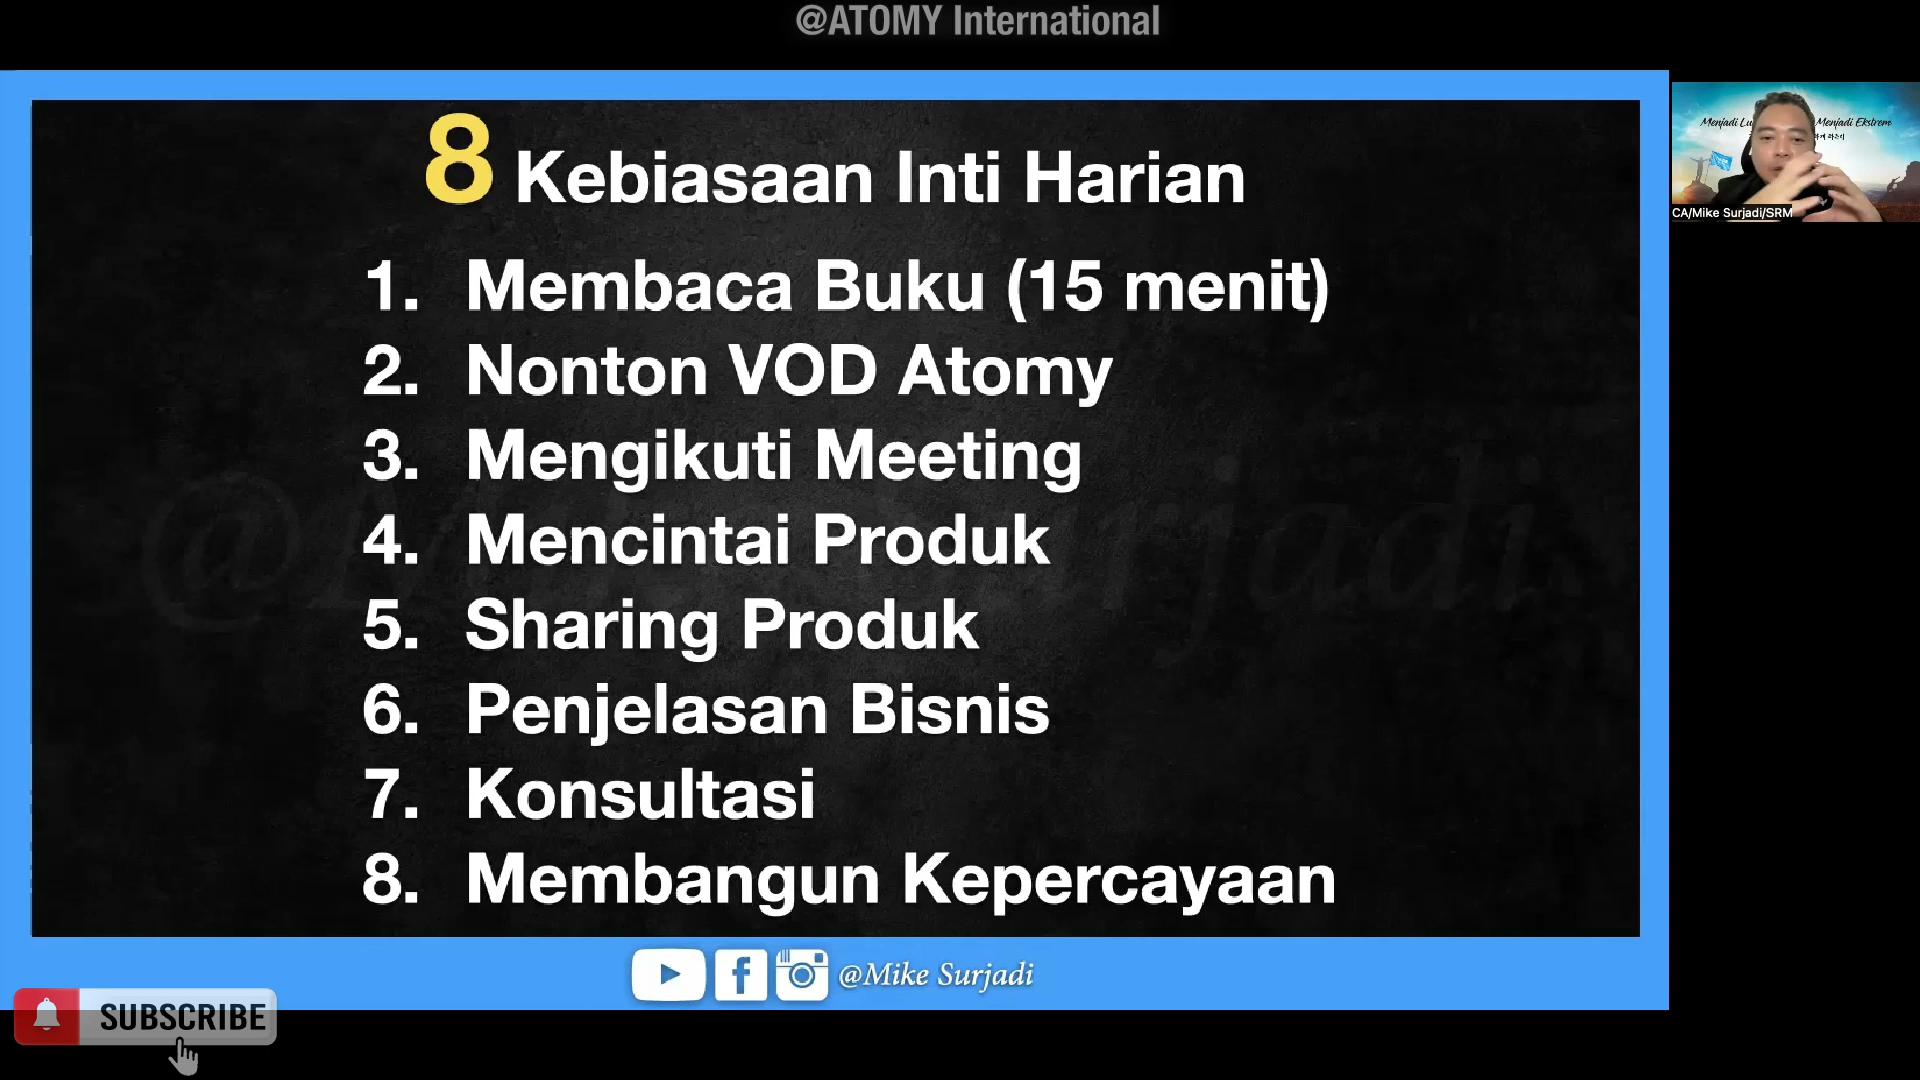 @ATOMY International
8 Kebiasaan Inti Harian
1. Membaca Buku (15 menit)
2. Nonton VOD Atomy
3. Mengikuti Meeting
4. Mencintai Produk
5. Sharing Produk
6. Penjelasan Bisnis
7. Konsultasi
8. Membangun Kepercayaan
@Mike Surjadi
SUBSCRIBE
Menjadi Lu
Menjadi Ekstrem
CA/Mike Surjadi/SRM